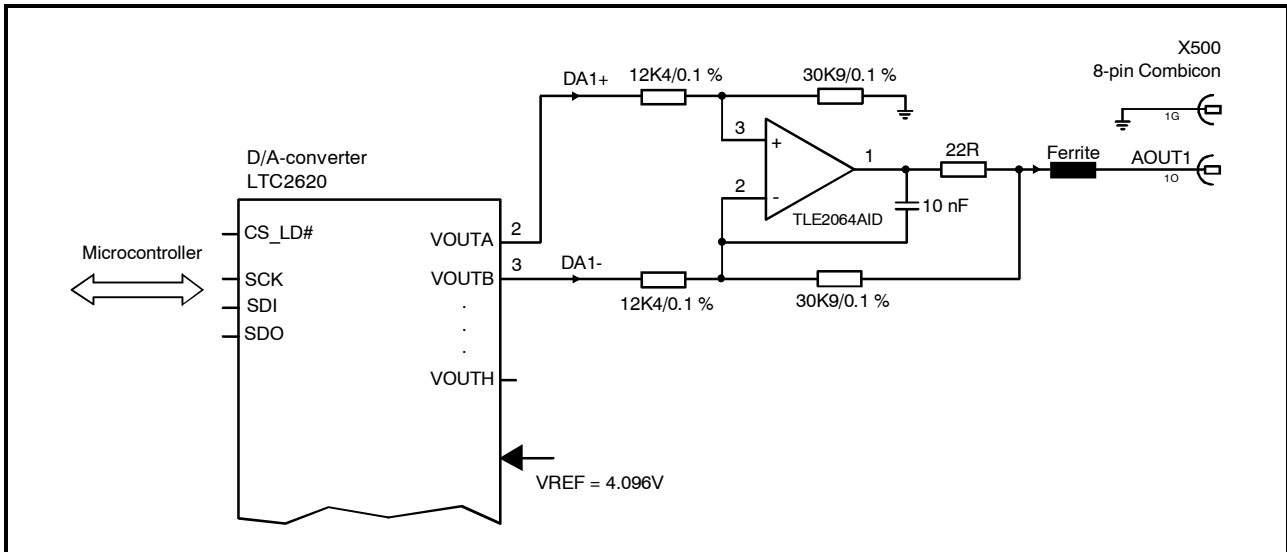 X500
8-pin Combicon
DA1+
12K4/0.1 %
30K9/0.1 %
1G
3
+
1
22R
Ferrite
AOUT1
1O
2
-
10 nF
TLE2064AID
D/A-converter
LTC2620
Microcontroller
CS_LD#
SCK
SDI
SDO
VOUTA
2
VOUTB
3
DA1-
12K4/0.1 %
30K9/0.1 %
.
.
.
VOUTH
VREF = 4.096V